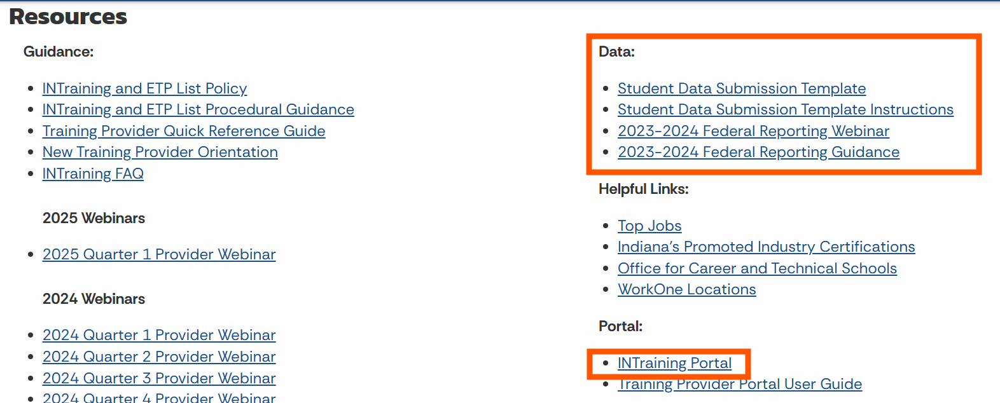 Resources
Guidance:
INTraining and ETP List Policy
INTraining and ETP List Procedural Guidance
Training Provider Quick Reference Guide
New Training Provider Orientation
INTraining FAQ
2025 Webinars
2025 Quarter 1 Provider Webinar
2024 Webinars
2024 Quarter 1 Provider Webinar
2024 Quarter 2 Provider Webinar
2024 Quarter 3 Provider Webinar
2024 Quarter 4 Provider Webinar
Data:
Student Data Submission Template
Student Data Submission Template Instructions
2023-2024 Federal Reporting Webinar
2023-2024 Federal Reporting Guidance
Helpful Links:
Top Jobs
Indiana's Promoted Industry Certifications
Office for Career and Technical Schools
WorkOne Locations
Portal:
INTraining Portal
Training Provider Portal User Guide